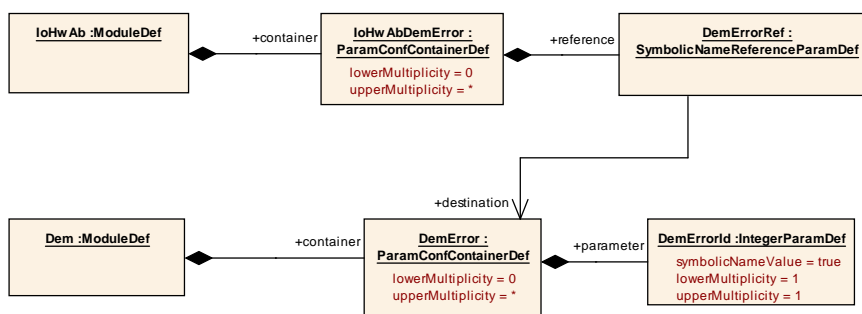 IoHwAb :ModuleDef
+container
IoHwAbDemError :
ParamConfContainerDef
lowerMultiplicity = 0
upperMultiplicity = *
+reference
DemErrorRef :
SymbolicNameReferenceParamDef
+destination
Dem :ModuleDef
+container
DemError :
ParamConfContainerDef
lowerMultiplicity = 0
upperMultiplicity = *
+parameter
DemErrorId :IntegerParamDef
symbolicNameValue = true
lowerMultiplicity = 1
upperMultiplicity = 1